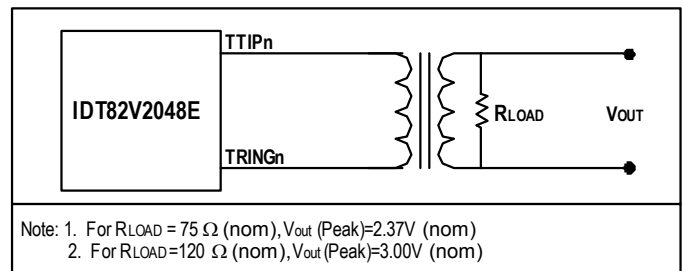 TTIPn
IDT82V2048E
RLOAD
VOUT
TRINGn
Note: 1. For RLOAD = 75 Ω (nom), Vout (Peak)=2.37V (nom)
2. For RLOAD=120 Ω (nom), Vout (Peak)=3.00V (nom)